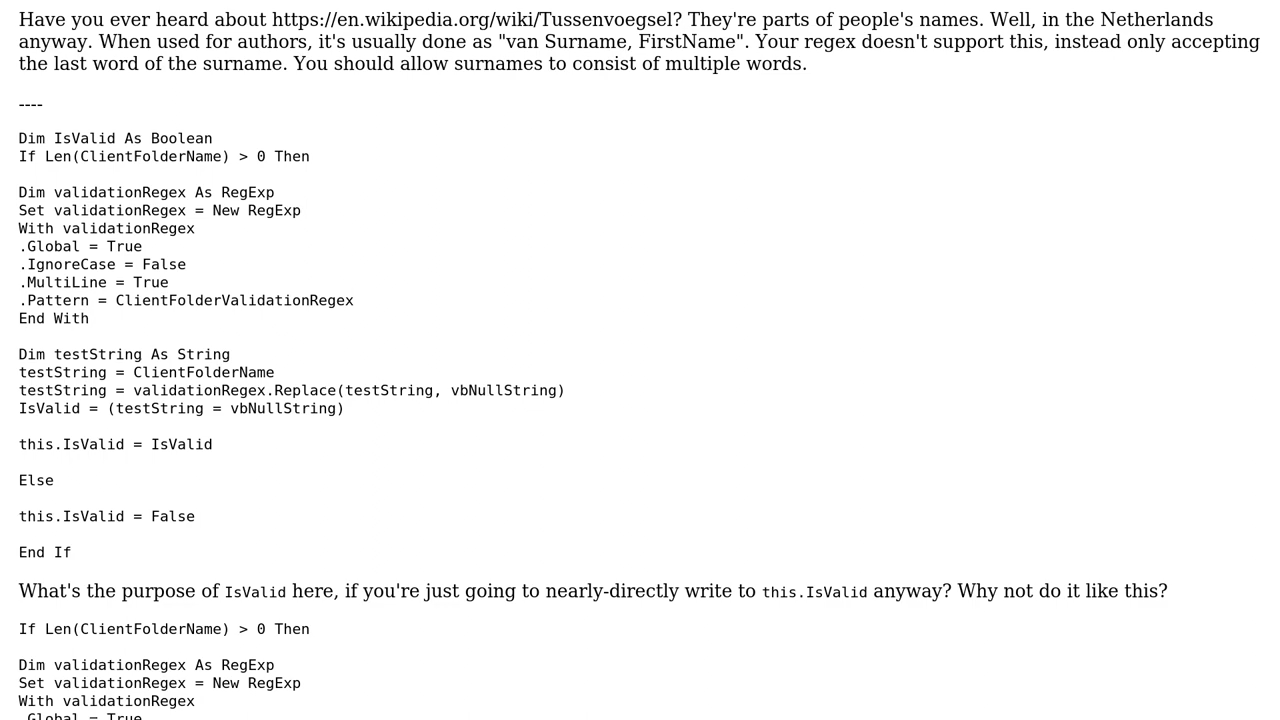 Have you ever heard about https://en.wikipedia.org/wiki/Tussenvoegsel? They're parts of people's names. Well, in the Netherlands
anyway. When used for authors, it's usually done as "van Surname, FirstName". Your regex doesn't support this, instead only accepting
the last word of the surname. You should allow surnames to consist of multiple words.
----
Dim IsValid As Boolean
If Len(ClientFolderName) > 0 Then
Dim validationRegex As RegExp
Set validationRegex = New RegExp
With validationRegex
.Global = True
.IgnoreCase = False
.MultiLine = True
.Pattern = ClientFolderValidationRegex
End With
Dim testString As String
testString = ClientFolderName
testString = validationRegex.Replace(testString, vbNullString)
IsValid = (testString = vbNullString)
this.IsValid = IsValid
Else
this.IsValid = False
End If
What's the purpose of IsValid here, if you're just going to nearly-directly write to this.IsValid anyway? Why not do it like this?
If Len(ClientFolderName) > 0 Then
Dim validationRegex As RegExp
Set validationRegex = New RegExp
With validationRegex
.Global = True